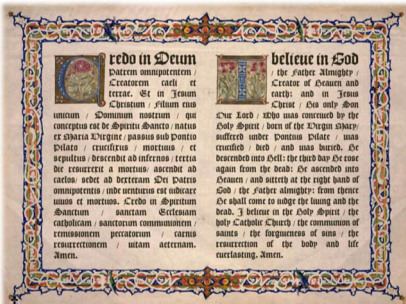 Credo in Deum
Patrem omnipotentem /
Creatorem caeli et
terrae. Et in Jesum
Christum / Filium eius
unicum / Dominum nostrum / qui
conceptus est de Spiritu Sancto / natus
ex Maria Virgine / passus sub Pontio
Pilato / crucifixus / mortuus / et
sepultus / descendit ad infernos / tertia
die resurrexit a mortuis / ascendit ad
caelos / sedet ad dexteram Dei Patris
omnipotentis / inde venturus est iudicare
vivos et mortuos. Credo in Spiritum
Sanctum / sanctam Ecclesiam
catholicam / sanctorum communionem /
remissionem peccatorum / carnis
resurrectionem / vitam aeternam.
Amen.
I believe in God
/ the Father Almighty /
Creator of Heaven and
earth: and in Jesus
Christ / His only Son
Our Lord / Who was conceived by the
Holy Spirit / born of the Virgin Mary/
suffered under Pontius Pilate / was
crucified / died / and was buried. He
descended into Hell: the third day He rose
again from the dead: He ascended into
Heaven / and sitteth at the right hand of
God / the Father almighty: from thence
He shall come to judge the living and the
dead. I believe in the Holy Spirit / the
holy Catholic Church / the communion of
saints / the forgiveness of sins / the
resurrection of the body and life
everlasting. Amen.